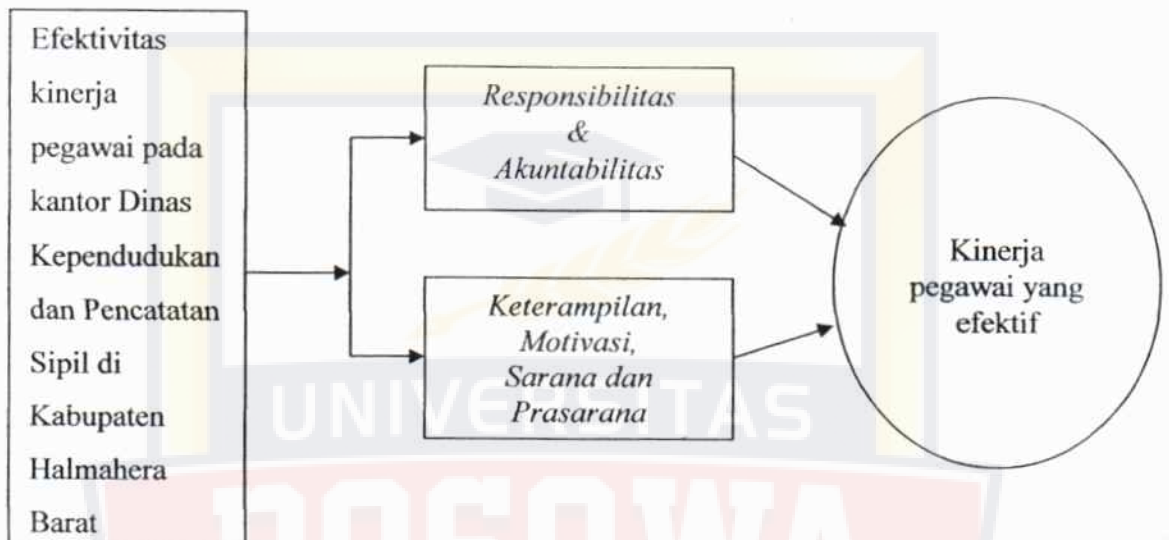 Efektivitas
kinerja
pegawai pada
kantor Dinas
Kependudukan
dan Pencatatan
Sipil di
Kabupaten
Halmahera
Barat
Responsibilitas
&
Akuntabilitas
Keterampilan,
Motivasi,
Sarana dan
Prasarana
Kinerja
pegawai yang
efektif
UNIVERSITAS
BOSOWA